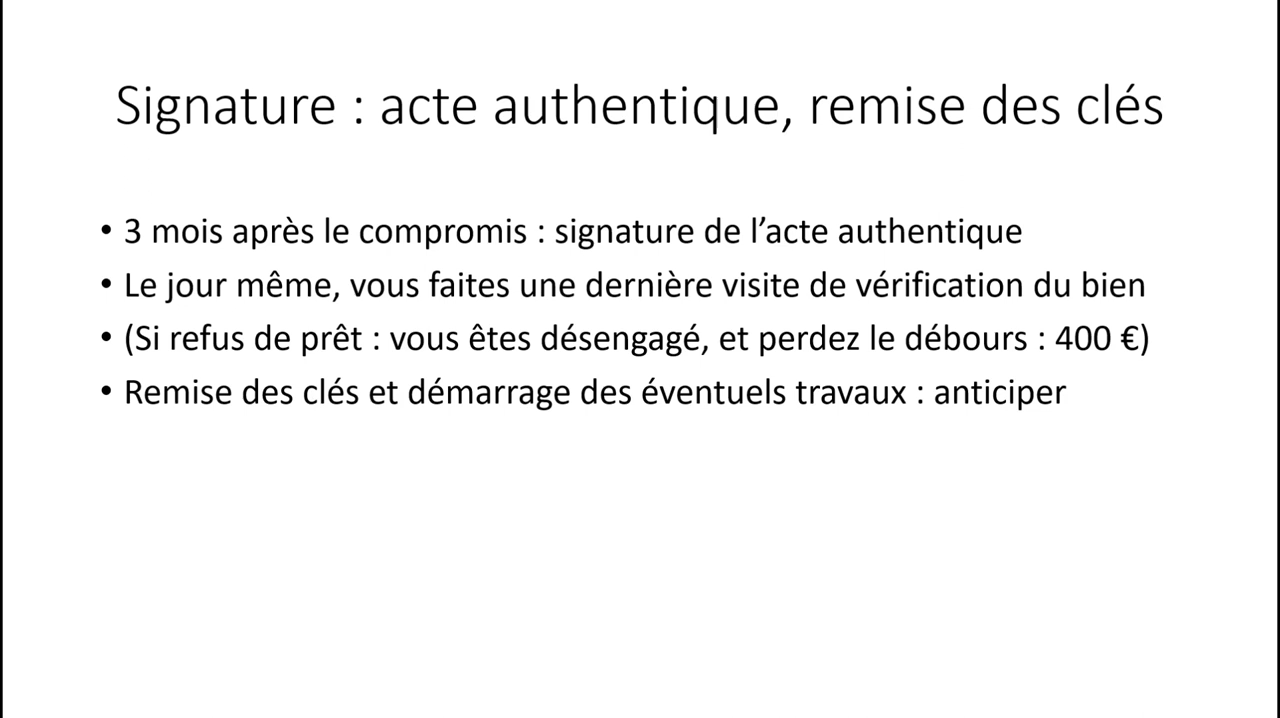 Signature : acte authentique, remise des clés
• 3 mois après le compromis : signature de l’acte authentique
• Le jour même, vous faites une dernière visite de vérification du bien
• (Si refus de prêt : vous êtes désengagé, et perdez le débours : 400 €)
• Remise des clés et démarrage des éventuels travaux : anticiper